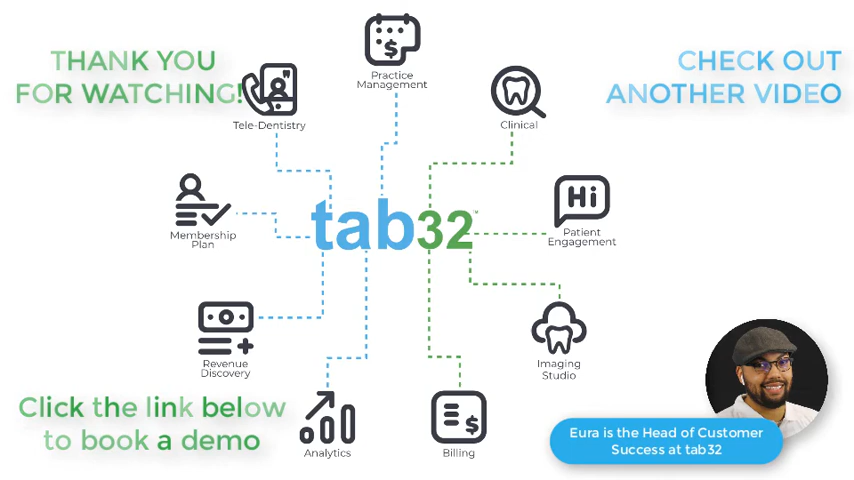 THANK YOU
FOR WATCHING!
CHECK OUT
ANOTHER VIDEO
Practice
Management
Tele-Dentistry
Clinical
Hi
Patient
Engagement
Membership
Plan
tab32
Revenue
Discovery
Imaging
Studio
Click the link below
to book a demo
Analytics
Billing
Eura is the Head of Customer
Success at tab32